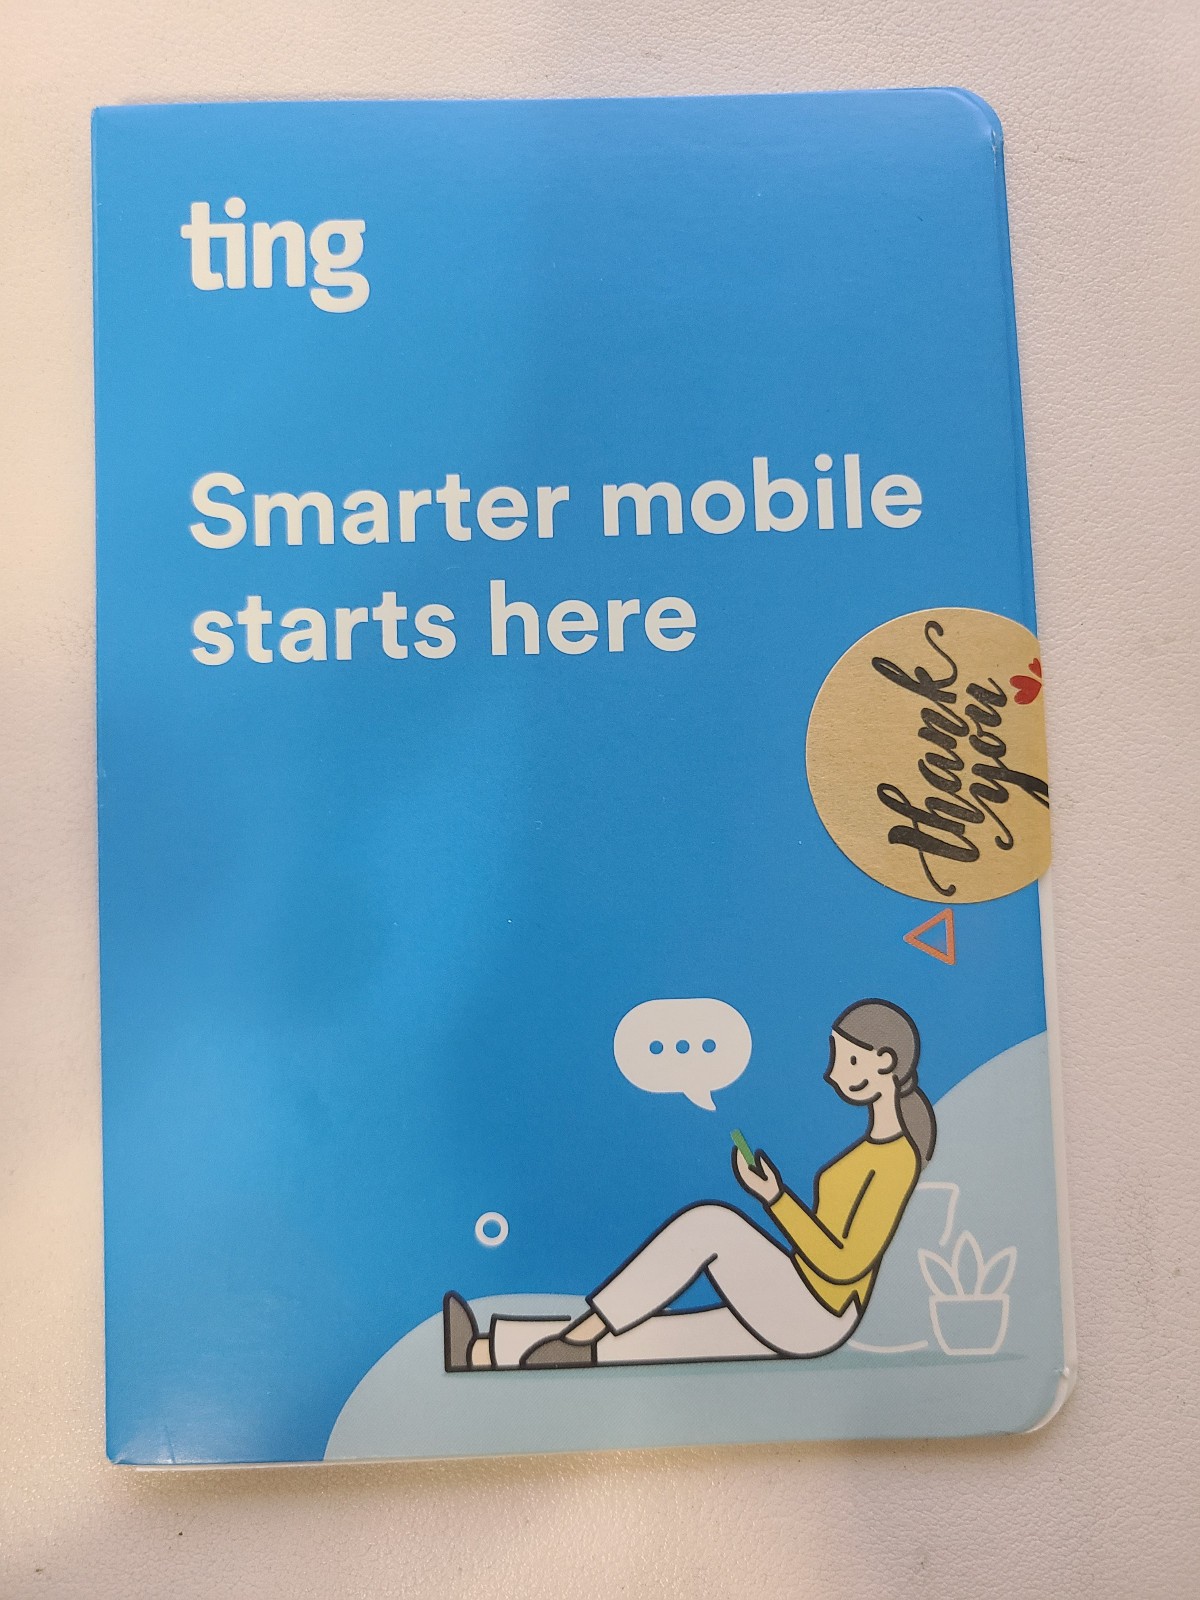 ting
Smarter mobile
starts here
thank
you